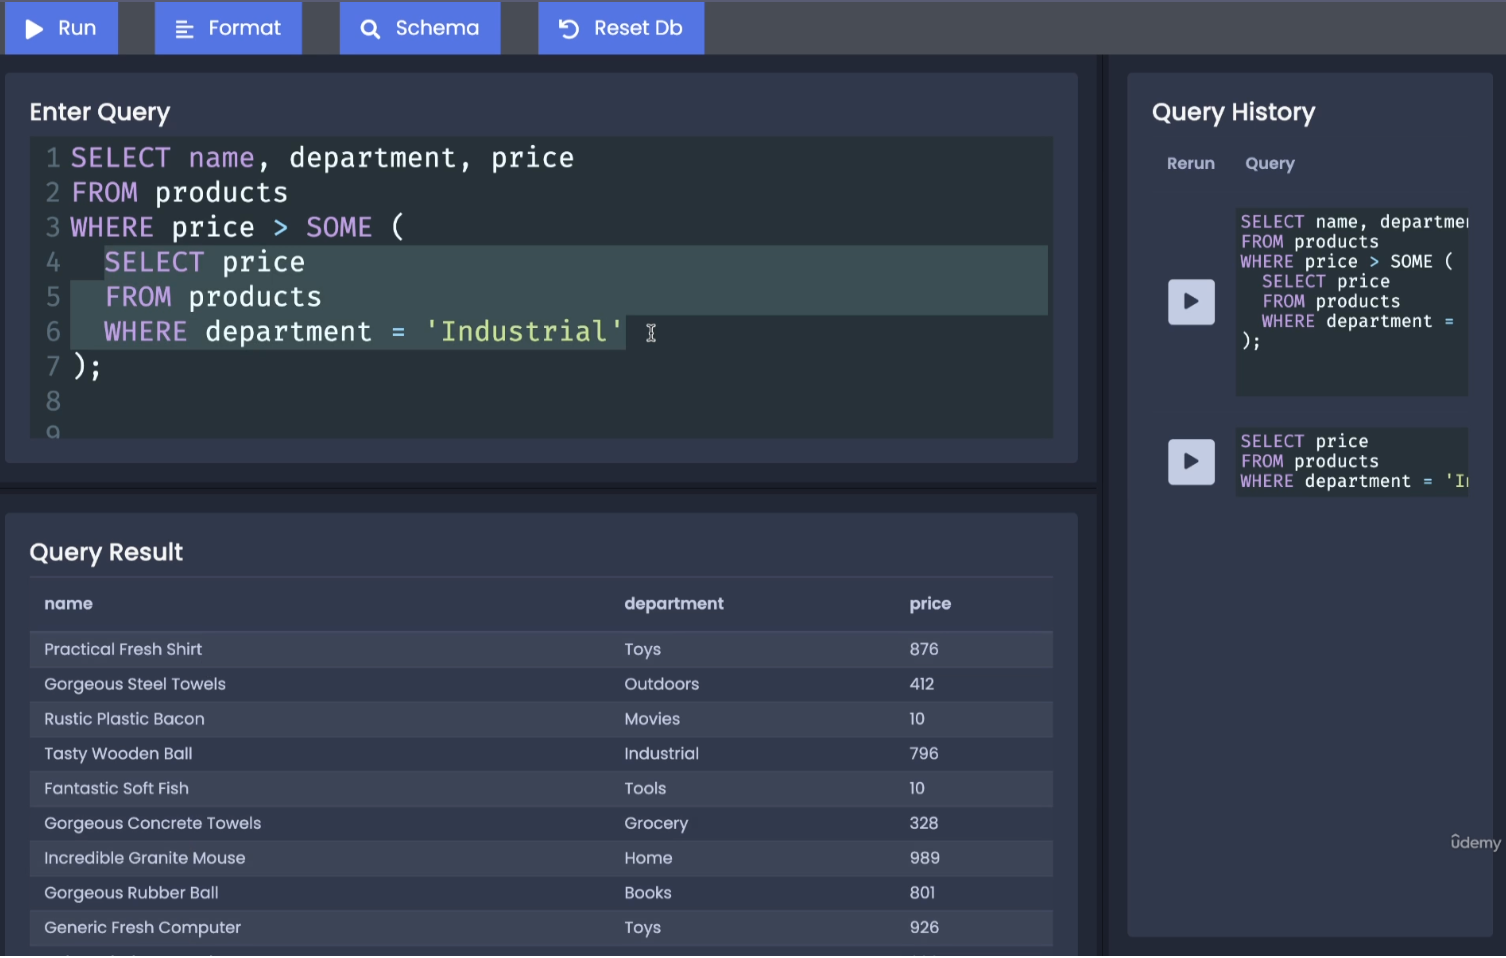 Run
Format
Schema
Reset Db
Enter Query
1 SELECT name, department, price
2 FROM products
3 WHERE price > SOME (
4 SELECT price
5 FROM products
6 WHERE department = 'Industrial'
7 );
8
9
Query Result
name department price
Practical Fresh Shirt Toys 876
Gorgeous Steel Towels Outdoors 412
Rustic Plastic Bacon Movies 10
Tasty Wooden Ball Industrial 796
Fantastic Soft Fish Tools 10
Gorgeous Concrete Towels Grocery 328
Incredible Granite Mouse Home 989
Gorgeous Rubber Ball Books 801
Generic Fresh Computer Toys 926
Query History
Rerun Query
SELECT name, departme
FROM products
WHERE price > SOME (
SELECT price
FROM products
WHERE department =
);
SELECT price
FROM products
WHERE department = 'I
ûdemy